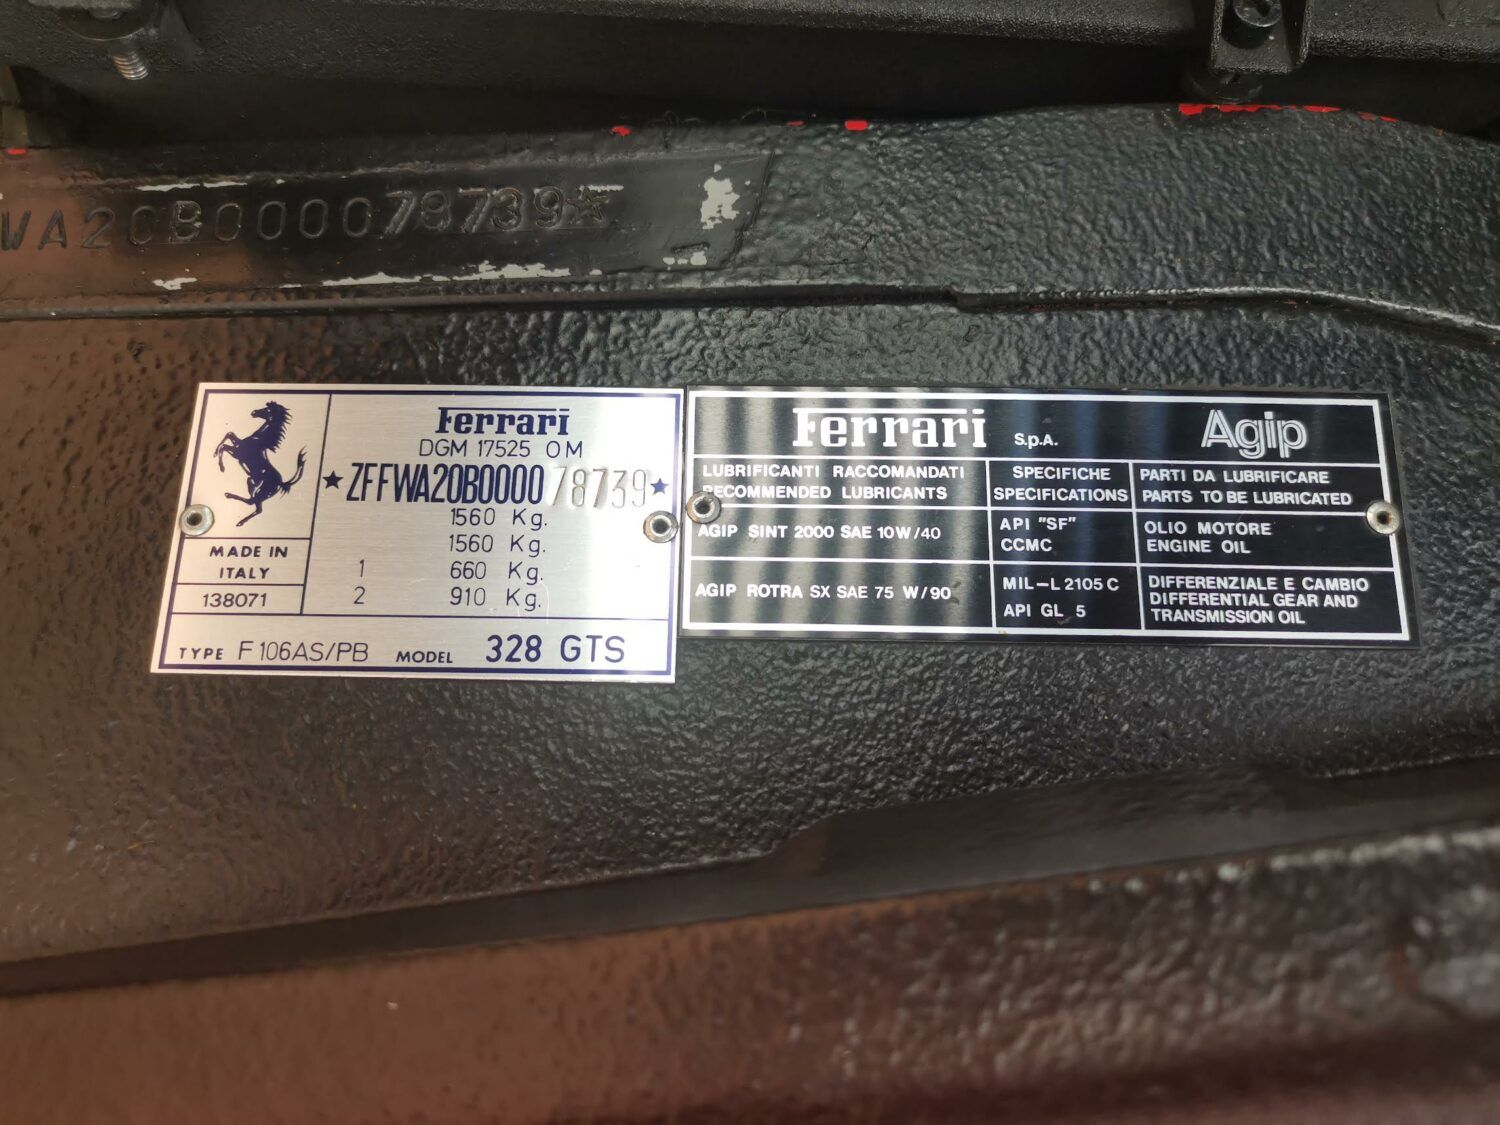 WA20B000078739*
Ferrari
DGM 17525 OM
★ZFFWA20B000078739★
1560 Kg.
1560 Kg.
1 660 Kg.
2 910 Kg.
MADE IN
ITALY
138071
TYPE F106AS/PB MODEL 328 GTS
Ferrari S.p.A. Agip
LUBRIFICANTI RACCOMANDATI
RECOMMENDED LUBRICANTS
SPECIFICHE
SPECIFICATIONS
PARTI DA LUBRIFICARE
PARTS TO BE LUBRICATED
AGIP SINT 2000 SAE 10W/40
API "SF"
CCMC
OLIO MOTORE
ENGINE OIL
AGIP ROTRA SX SAE 75 W/90
MIL-L 2105 C
API GL 5
DIFFERENZIALE E CAMBIO
DIFFERENTIAL GEAR AND
TRANSMISSION OIL